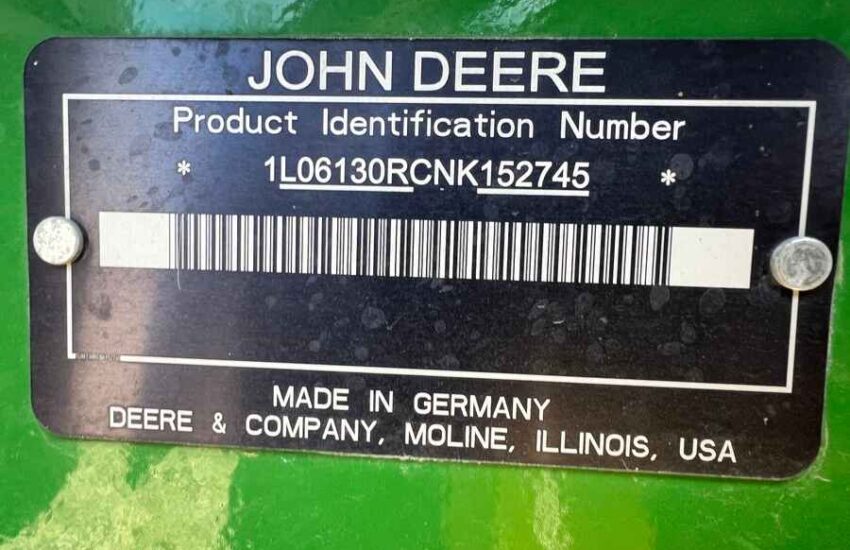 JOHN DEERE
Product Identification Number
* 1L06130RCNK152745 *
MADE IN GERMANY
DEERE & COMPANY, MOLINE, ILLINOIS, USA